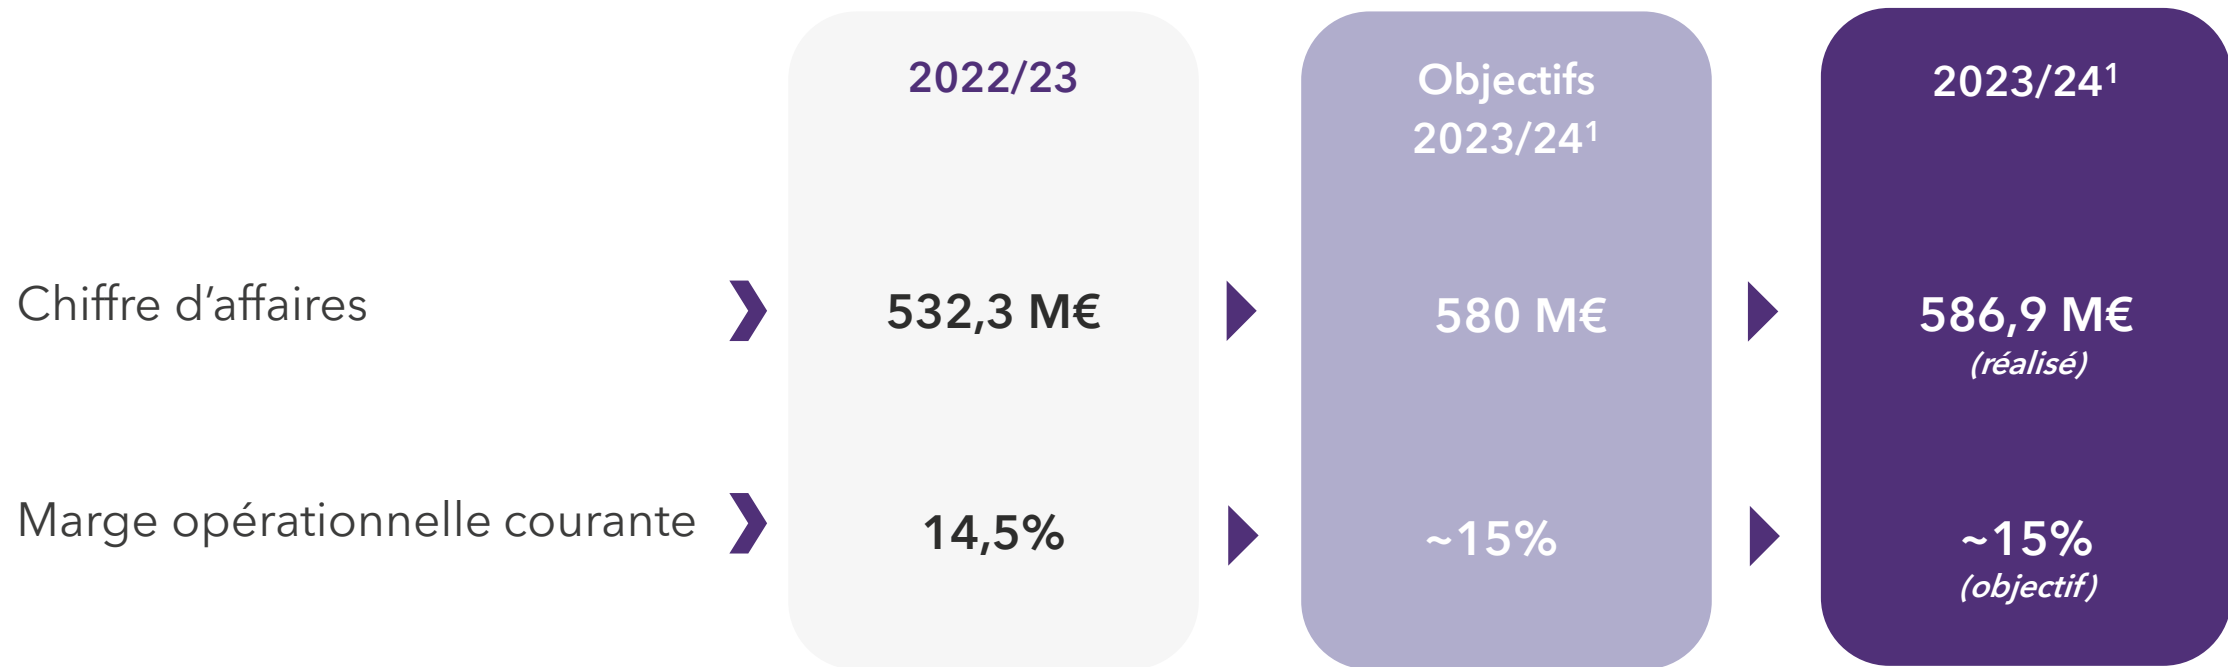 2022/23
Objectifs
2023/24¹
2023/24¹
Chiffre d’affaires
532,3 M€
580 M€
586,9 M€
(réalisé)
Marge opérationnelle courante
14,5%
~15%
~15%
(objectif)